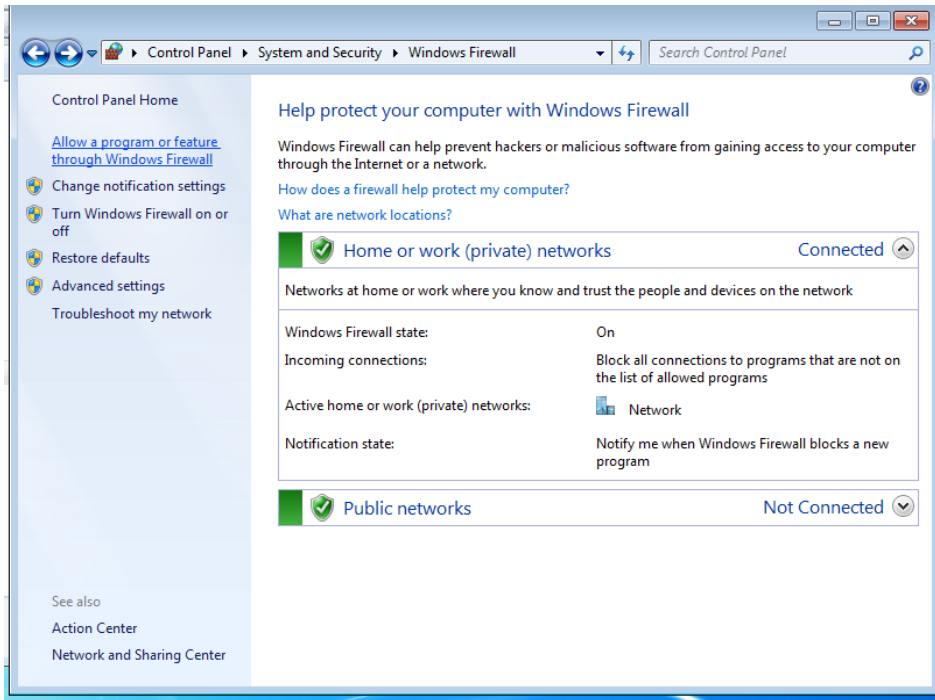 Control Panel
System and Security
Windows Firewall
Search Control Panel
Control Panel Home
Allow a program or feature
through Windows Firewall
Change notification settings
Turn Windows Firewall on or
off
Restore defaults
Advanced settings
Troubleshoot my network
See also
Action Center
Network and Sharing Center
Help protect your computer with Windows Firewall
Windows Firewall can help prevent hackers or malicious software from gaining access to your computer
through the Internet or a network.
How does a firewall help protect my computer?
What are network locations?
Home or work (private) networks Connected
Networks at home or work where you know and trust the people and devices on the network
Windows Firewall state: On
Incoming connections: Block all connections to programs that are not on
the list of allowed programs
Active home or work (private) networks: Network
Notification state: Notify me when Windows Firewall blocks a new
program
Public networks Not Connected